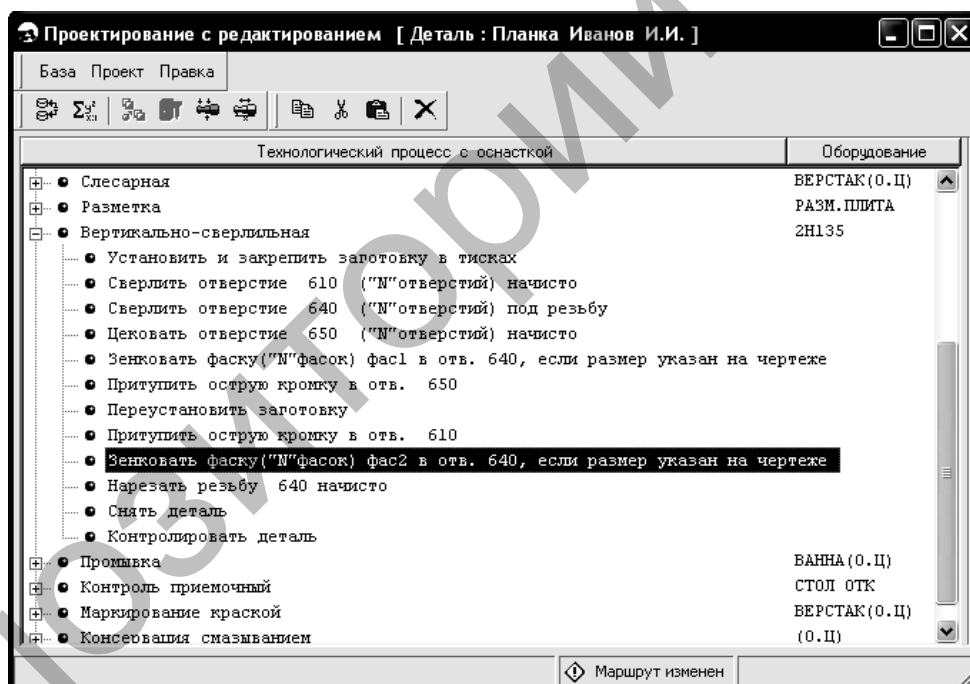 Проектирование с редактированием [ Деталь : Планка Иванов И.И. ]
База Проект Правка
Технологический процесс с оснасткой Оборудование
Слесарная ВЕРСТАК(О.Ц)
Разметка РАЗМ.ПЛИТА
Вертикально-сверлильная 2Н135
Установить и закрепить заготовку в тисках
Сверлить отверстие 610 ("N"отверстий) начисто
Сверлить отверстие 640 ("N"отверстий) под резьбу
Цековать отверстие 650 ("N"отверстий) начисто
Зенковать фаску("N"фасок) фас1 в отв. 640, если размер указан на чертеже
Притупить острую кромку в отв. 650
Переустановить заготовку
Притупить острую кромку в отв. 610
Зенковать фаску("N"фасок) фас2 в отв. 640, если размер указан на чертеже
Нарезать резьбу 640 начисто
Снять деталь
Контролировать деталь
Промывка ВАННА(О.Ц)
Контроль приемочный СТОЛ ОТК
Маркирование краской ВЕРСТАК(О.Ц)
Консервация смазыванием (О.Ц)
Маршрут изменен